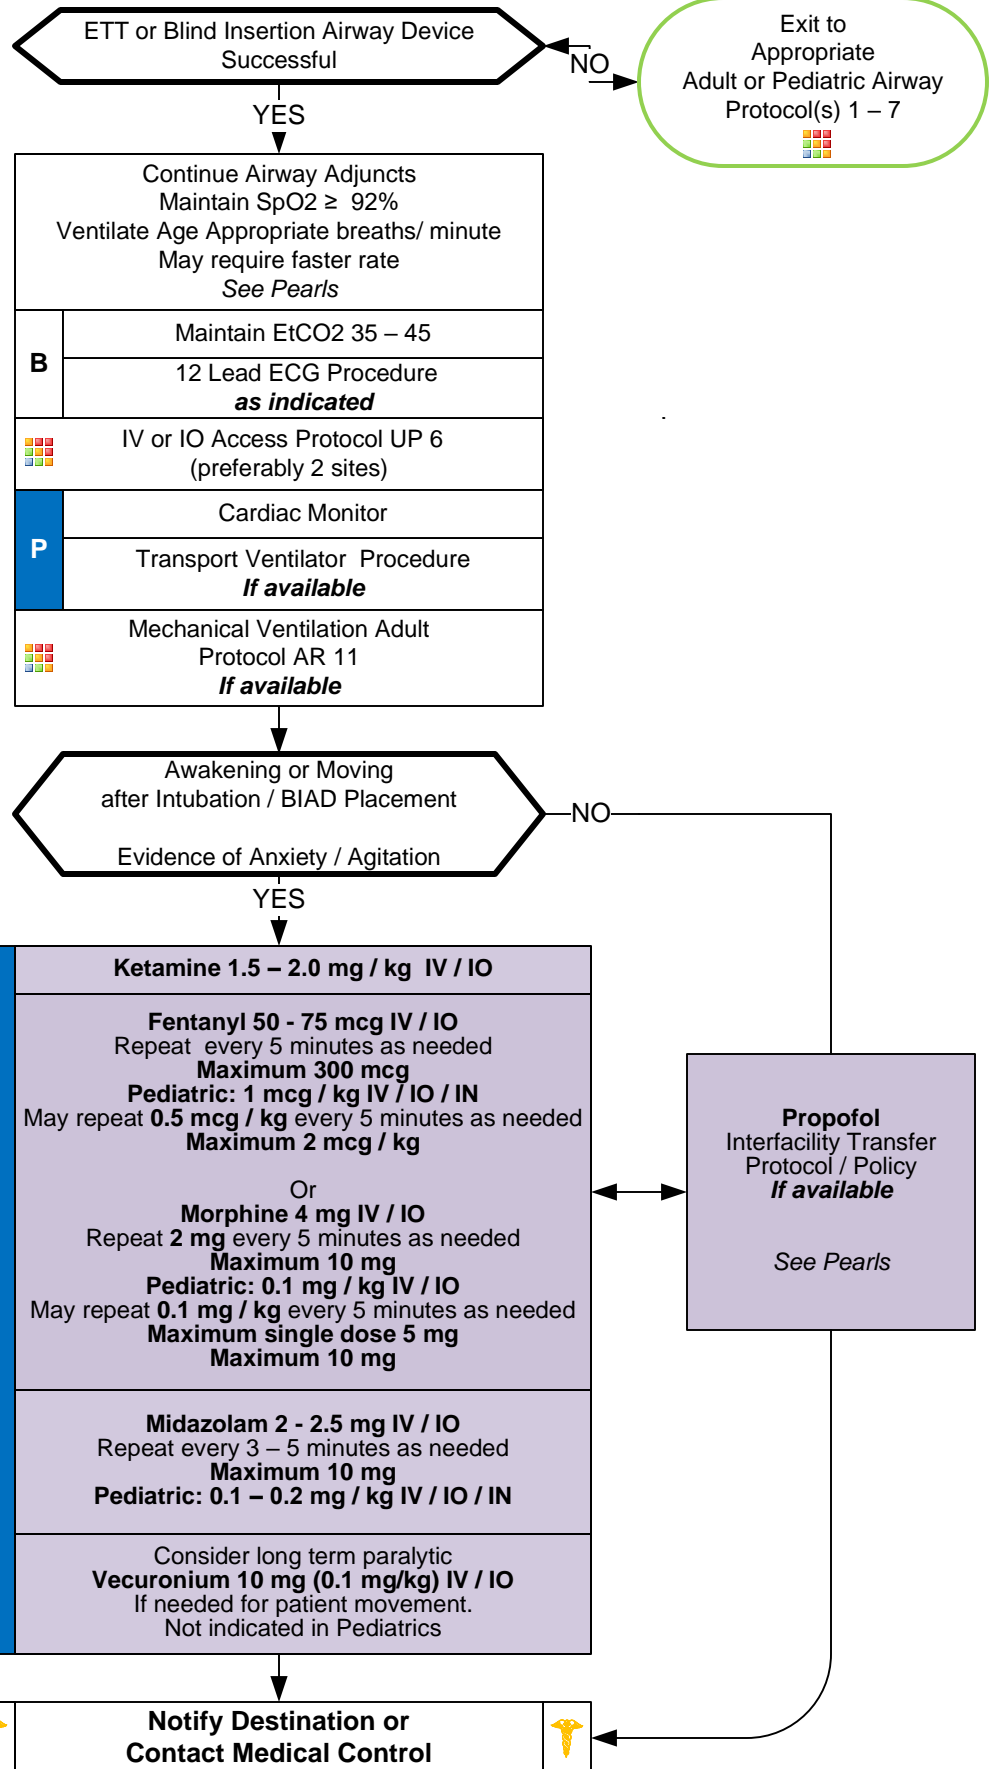 ETT or Blind Insertion Airway Device
Successful
NO
Exit to
Appropriate
Adult or Pediatric Airway
Protocol(s) 1 – 7
YES
Continue Airway Adjuncts
Maintain SpO2 ≥ 92%
Ventilate Age Appropriate breaths/ minute
May require faster rate
See Pearls
B
Maintain EtCO2 35 – 45
12 Lead ECG Procedure
as indicated
IV or IO Access Protocol UP 6
(preferably 2 sites)
P
Cardiac Monitor
Transport Ventilator Procedure
If available
Mechanical Ventilation Adult
Protocol AR 11
If available
Awakening or Moving
after Intubation / BIAD Placement
Evidence of Anxiety / Agitation
NO
YES
Ketamine 1.5 – 2.0 mg / kg IV / IO
Fentanyl 50 - 75 mcg IV / IO
Repeat every 5 minutes as needed
Maximum 300 mcg
Pediatric: 1 mcg / kg IV / IO / IN
May repeat 0.5 mcg / kg every 5 minutes as needed
Maximum 2 mcg / kg
Or
Morphine 4 mg IV / IO
Repeat 2 mg every 5 minutes as needed
Maximum 10 mg
Pediatric: 0.1 mg / kg IV / IO
May repeat 0.1 mg / kg every 5 minutes as needed
Maximum single dose 5 mg
Maximum 10 mg
Midazolam 2 - 2.5 mg IV / IO
Repeat every 3 – 5 minutes as needed
Maximum 10 mg
Pediatric: 0.1 – 0.2 mg / kg IV / IO / IN
Consider long term paralytic
Vecuronium 10 mg (0.1 mg/kg) IV / IO
If needed for patient movement.
Not indicated in Pediatrics
Propofol
Interfacility Transfer
Protocol / Policy
If available
See Pearls
Notify Destination or
Contact Medical Control